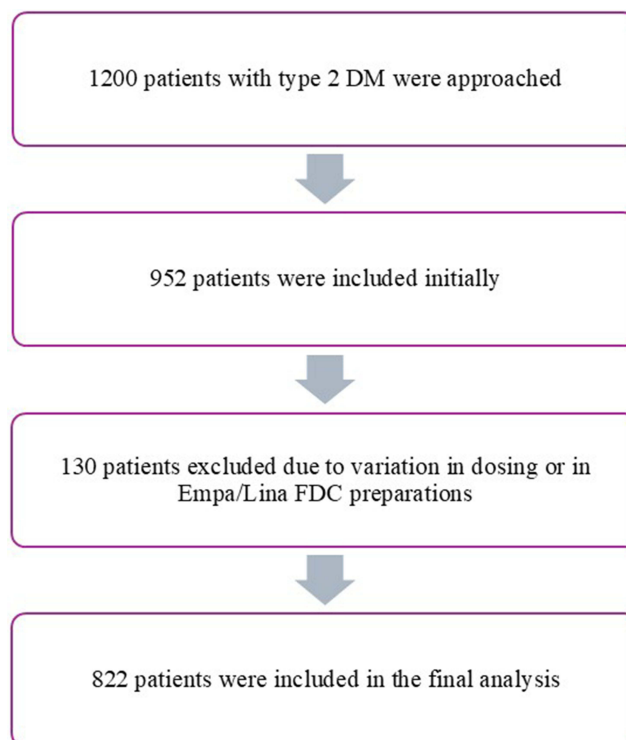 1200 patients with type 2 DM were approached
952 patients were included initially
130 patients excluded due to variation in dosing or in
Empa/Lina FDC preparations
822 patients were included in the final analysis